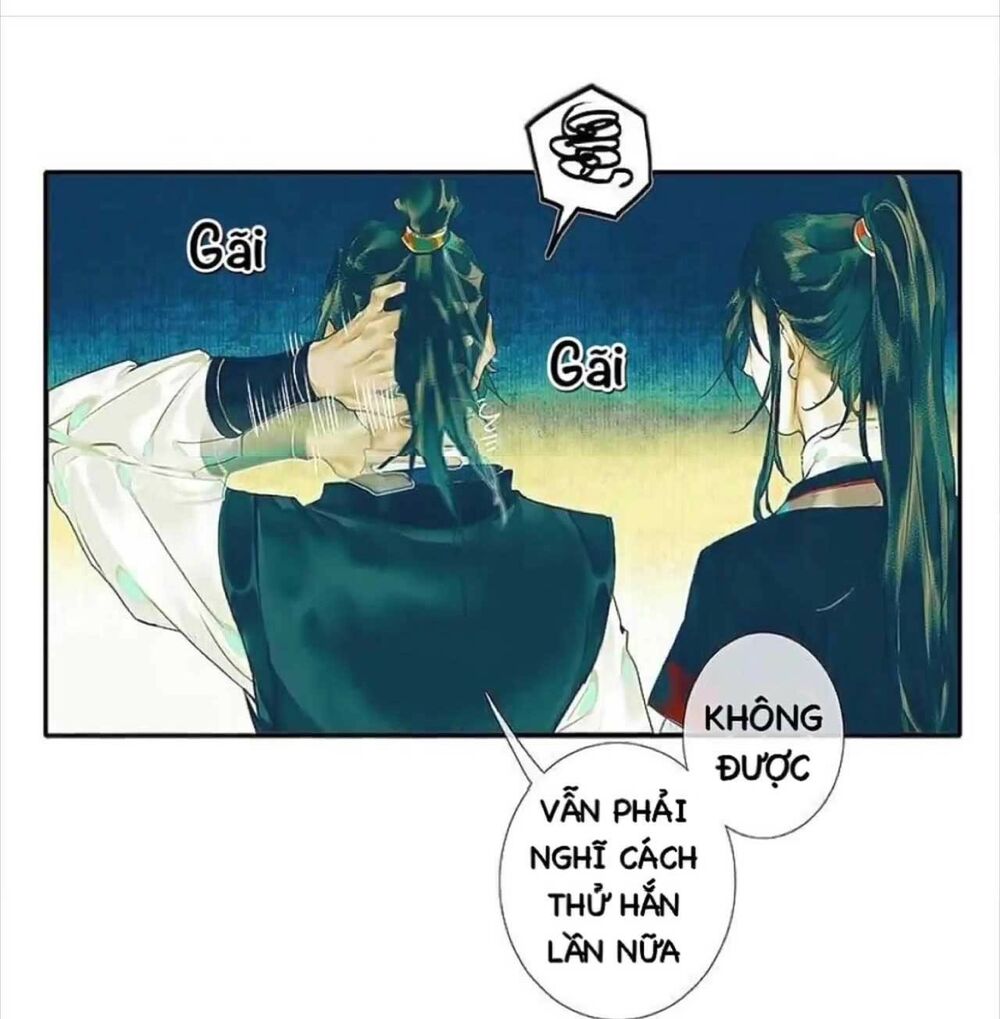 Gãi
Gãi
KHÔNG
ĐƯỢC
VẪN PHẢI
NGHĨ CÁCH
THỬ HẮN
LẦN NỮA